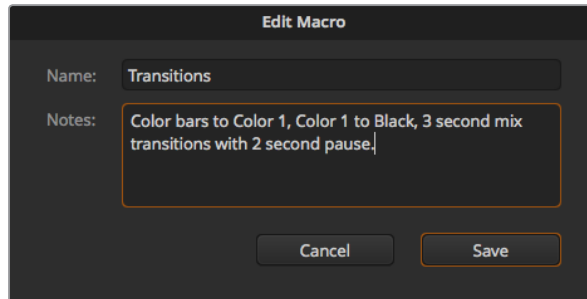 Edit Macro
Name: Transitions
Notes: Color bars to Color 1, Color 1 to Black, 3 second mix
transitions with 2 second pause.
Cancel Save